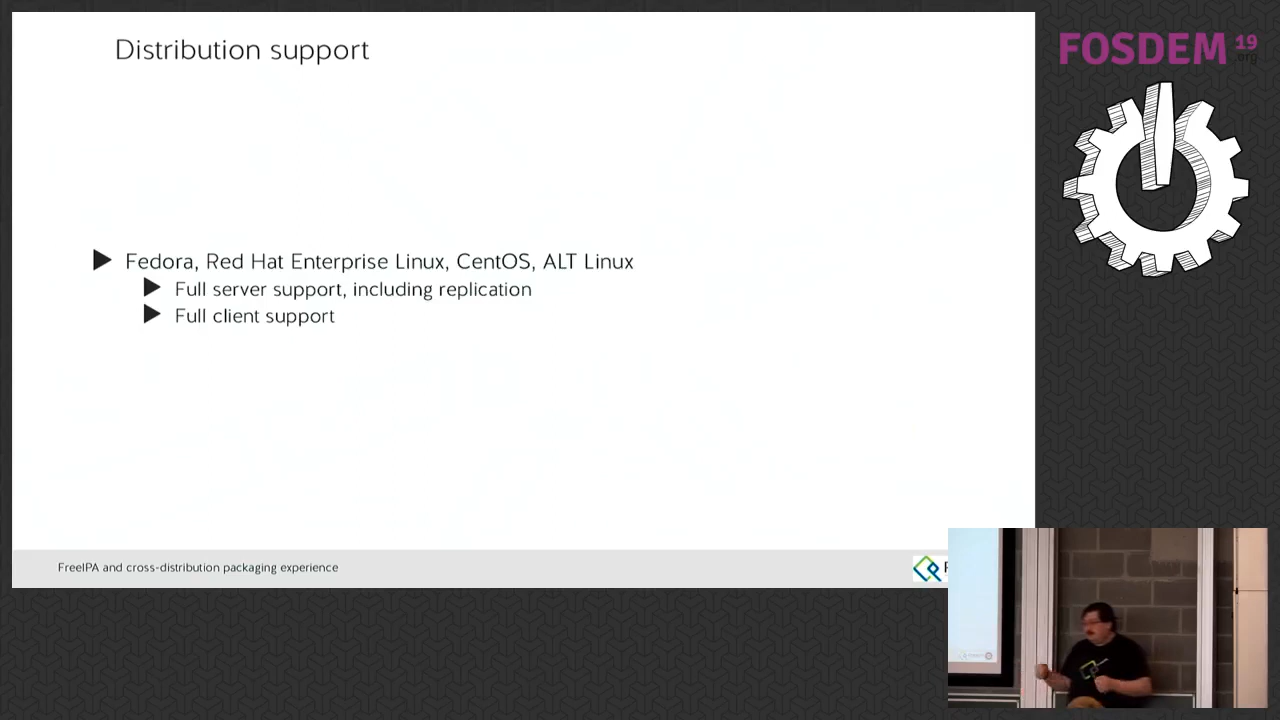 Distribution support
FOSDEM 19
.org
Fedora, Red Hat Enterprise Linux, CentOS, ALT Linux
Full server support, including replication
Full client support
FreeIPA and cross-distribution packaging experience